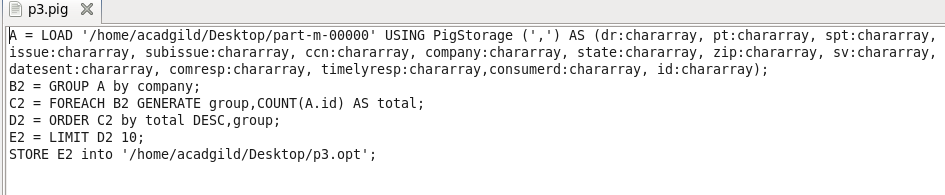 p3.pig
A = LOAD '/home/acadgild/Desktop/part-m-00000' USING PigStorage (',') AS (dr:chararray, pt:chararray, spt:chararray,
issue:chararray, subissue:chararray, ccn:chararray, company:chararray, state:chararray, zip:chararray, sv:chararray,
datesent:chararray, comresp:chararray, timelyresp:chararray,consumerd:chararray, id:chararray);
B2 = GROUP A by company;
C2 = FOREACH B2 GENERATE group,COUNT(A.id) AS total;
D2 = ORDER C2 by total DESC,group;
E2 = LIMIT D2 10;
STORE E2 into '/home/acadgild/Desktop/p3.opt';